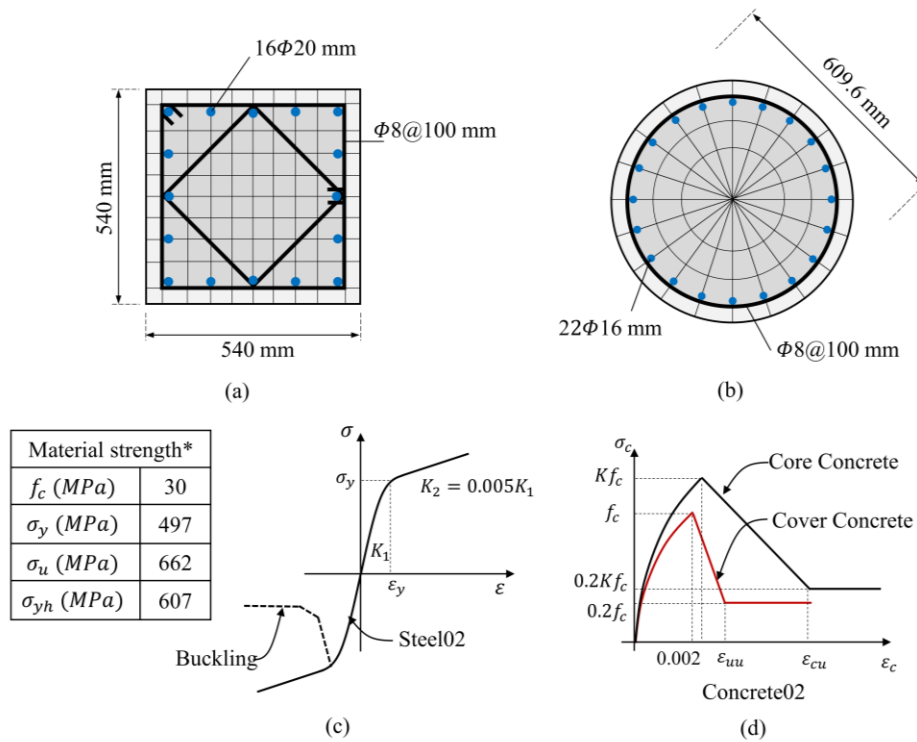 16Φ20 mm
Φ8@100 mm
540 mm
540 mm
(a)
609.6 mm
22Φ16 mm
Φ8@100 mm
(b)
Material strength*
f_c (MPa) 30
σ_y (MPa) 497
σ_u (MPa) 662
σ_yh (MPa) 607
σ
σ_y
K_2 = 0.005K_1
K_1
ε_y
ε
Buckling
Steel02
(c)
σ_c
Kf_c
f_c
0.2Kf_c
0.2f_c
Core Concrete
Cover Concrete
0.002
ε_uu
ε_cu
ε_c
Concrete02
(d)